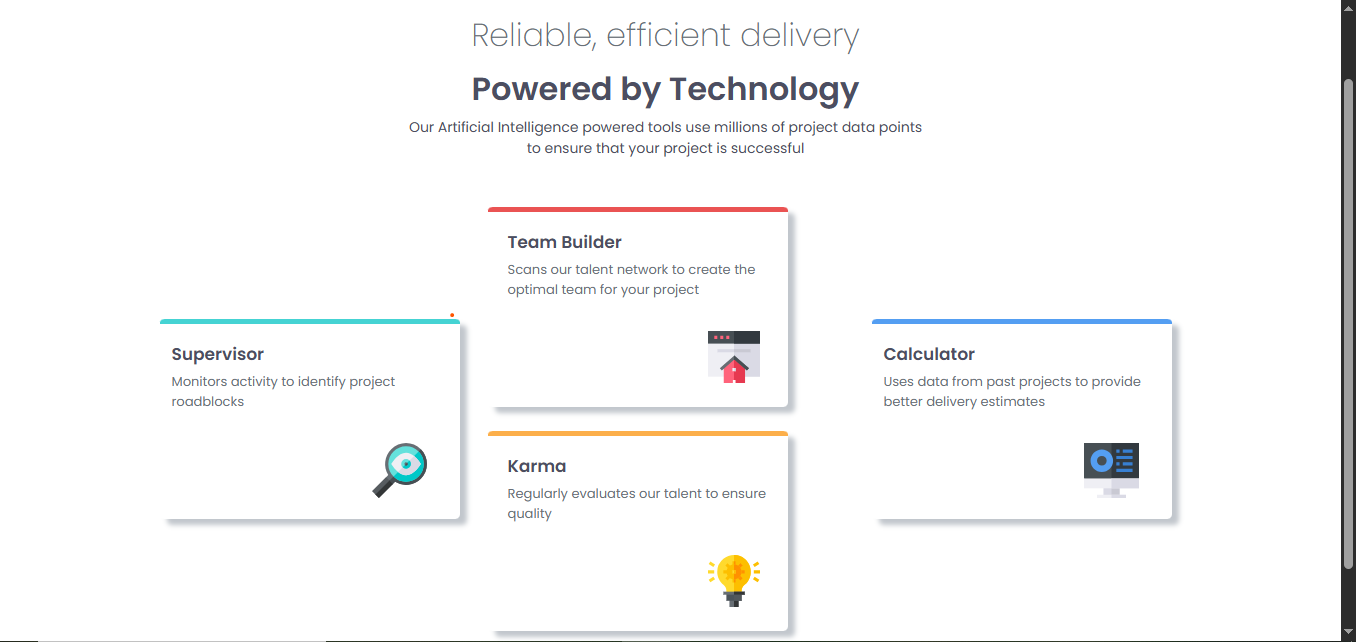 Reliable, efficient delivery
Powered by Technology
Our Artificial Intelligence powered tools use millions of project data points
to ensure that your project is successful
Supervisor
Monitors activity to identify project
roadblocks
Team Builder
Scans our talent network to create the
optimal team for your project
Karma
Regularly evaluates our talent to ensure
quality
Calculator
Uses data from past projects to provide
better delivery estimates